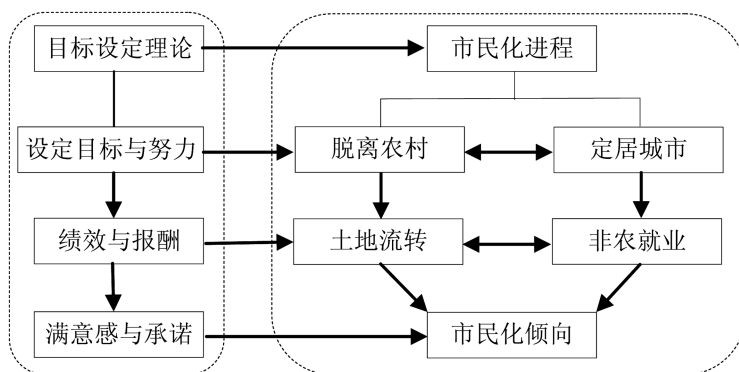 目标设定理论
市民化进程
设定目标与努力
脱离农村
定居城市
绩效与报酬
土地流转
非农就业
满意感与承诺
市民化倾向